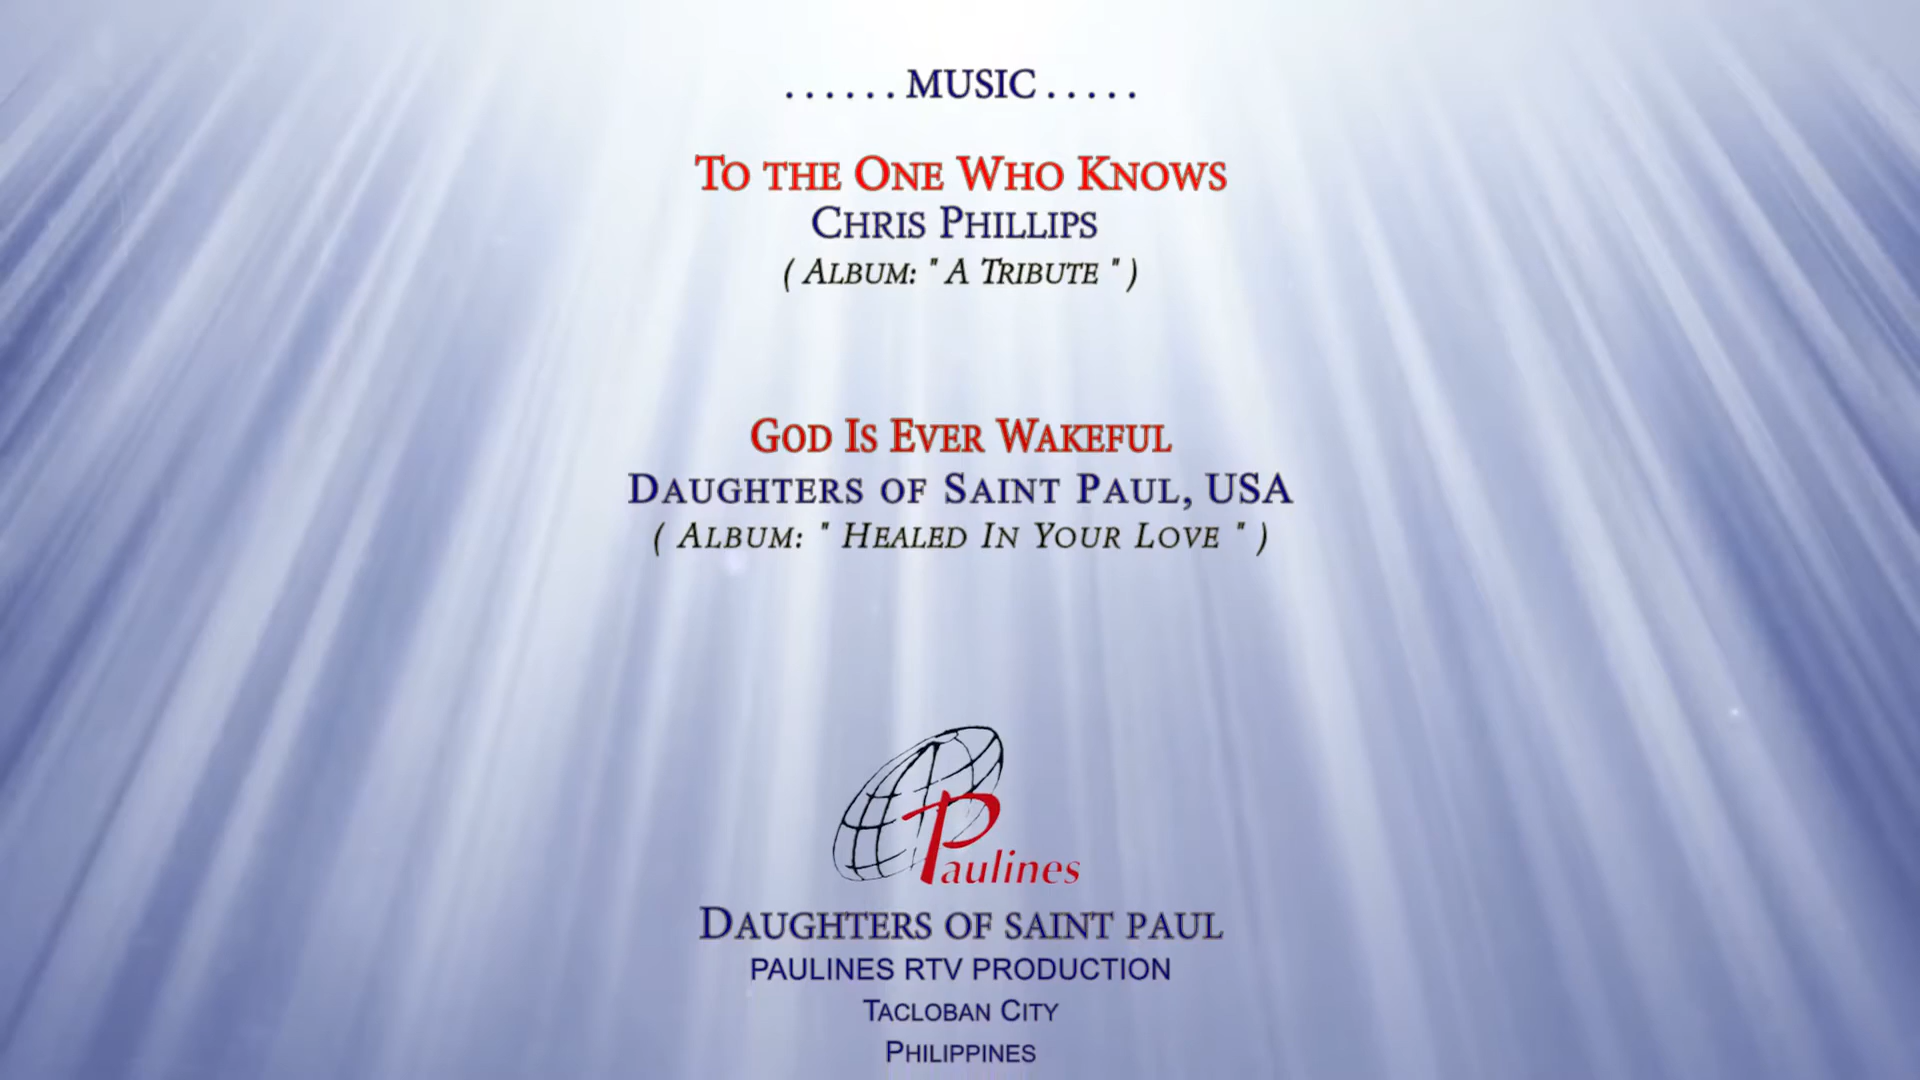 . . . . . . MUSIC . . . . .
TO THE ONE WHO KNOWS
CHRIS PHILLIPS
( ALBUM: " A TRIBUTE " )
GOD IS EVER WAKEFUL
DAUGHTERS OF SAINT PAUL, USA
( ALBUM: " HEALED IN YOUR LOVE " )
Paulines
DAUGHTERS OF SAINT PAUL
PAULINES RTV PRODUCTION
TACLOBAN CITY
PHILIPPINES